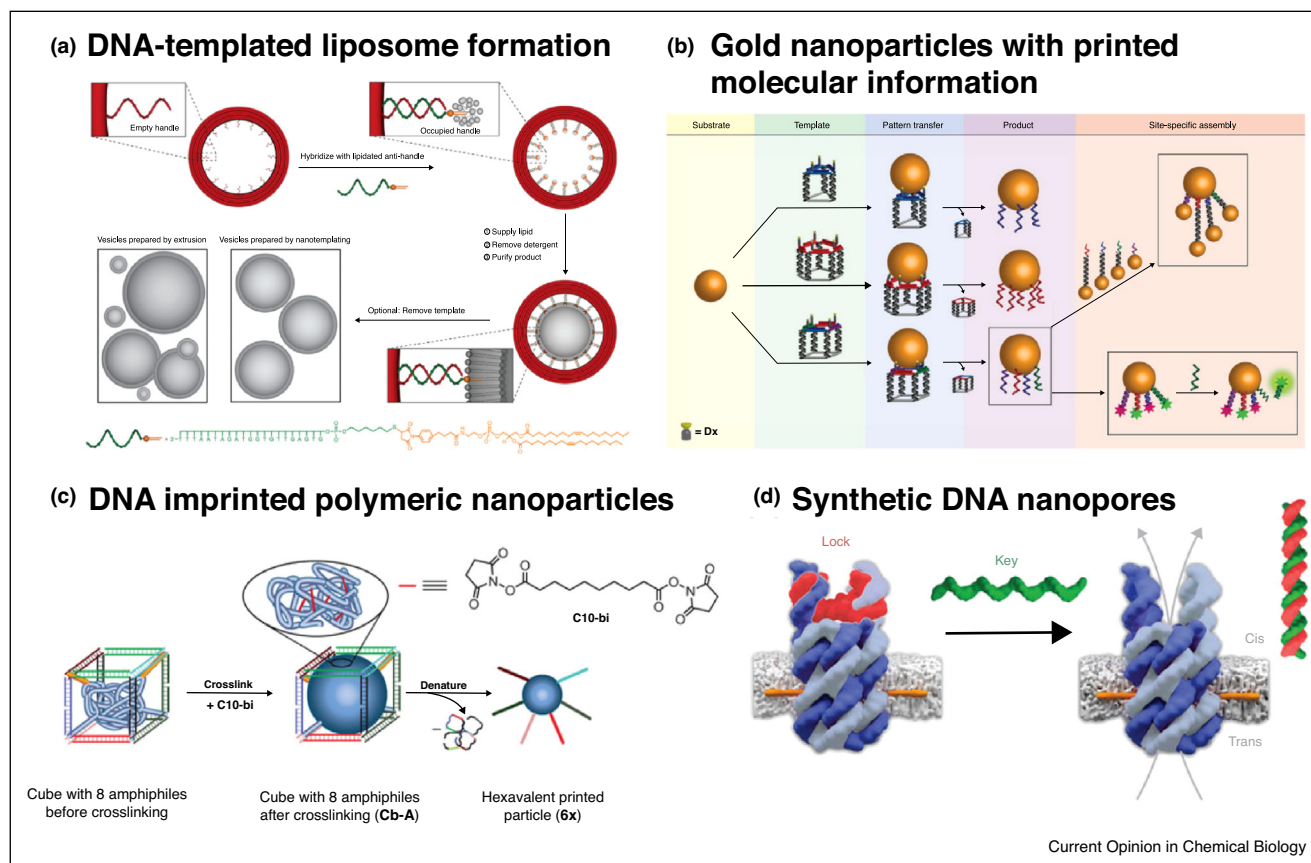 (a) DNA-templated liposome formation
Empty handle
Occupied handle
Hybridize with lipidated anti-handle
① Supply lipid
② Remove detergent
③ Purify product
Vesicles prepared by extrusion
Vesicles prepared by nanotemplating
Optional: Remove template
(b) Gold nanoparticles with printed
molecular information
Substrate
Template
Pattern transfer
Product
Site-specific assembly
= Dx
(c) DNA imprinted polymeric nanoparticles
C10-bi
Crosslink
+ C10-bi
Denature
Cube with 8 amphiphiles
before crosslinking
Cube with 8 amphiphiles
after crosslinking (Cb-A)
Hexavalent printed
particle (6x)
(d) Synthetic DNA nanopores
Lock
Key
Cis
Trans
Current Opinion in Chemical Biology